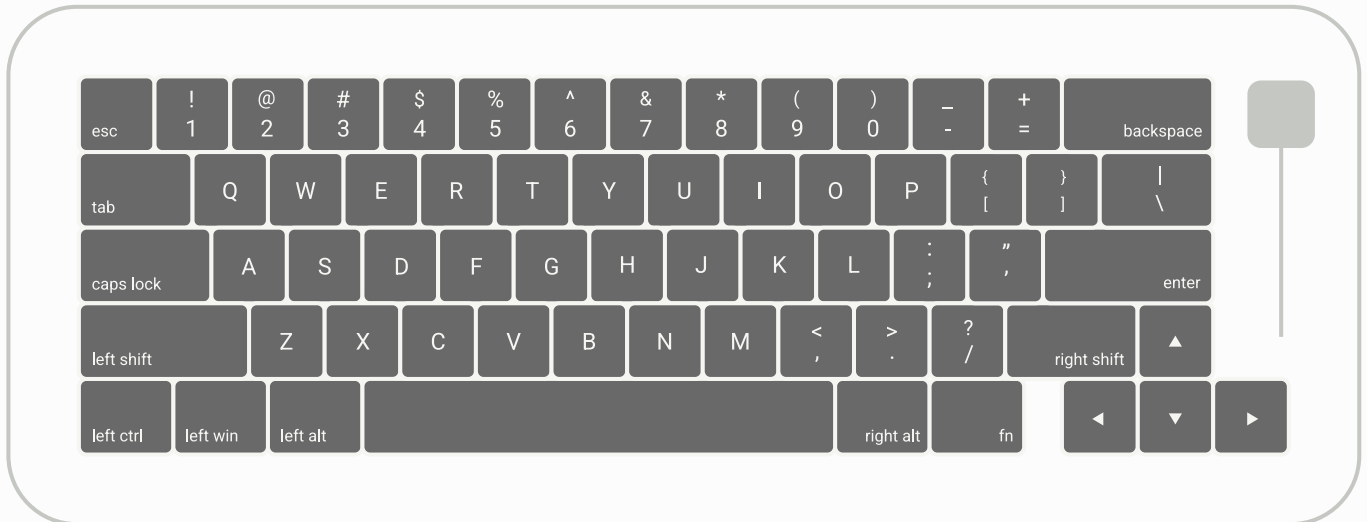 ! @ # $ % ^ & * ( ) _ +
esc 1 2 3 4 5 6 7 8 9 0 - = backspace
Q W E R T Y U I O P { } |
tab [ ] \
A S D F G H J K L : ”
caps lock ; ’ enter
Z X C V B N M < > ?
left shift , . / right shift
left ctrl left win left alt right alt fn